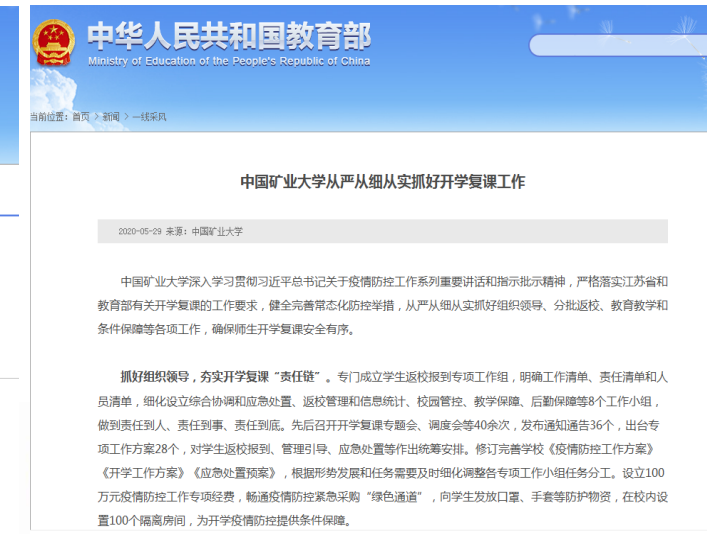 中华人民共和国教育部
Ministry of Education of the People's Republic of China
当前位置：首页 > 新闻 > 一线采风
中国矿业大学从严从细从实抓好开学复课工作
2020-05-29 来源：中国矿业大学
中国矿业大学深入学习贯彻习近平总书记关于疫情防控工作系列重要讲话和指示批示精神，严格落实江苏省和
教育部有关开学复课的工作要求，健全完善常态化防控举措，从严从细从实抓好组织领导、分批返校、教育教学和
条件保障等各项工作，确保师生开学复课安全有序。
抓好组织领导，夯实开学复课“责任链”。专门成立学生返校报到专项工作组，明确工作清单、责任清单和人
员清单，细化设立综合协调和应急处置、返校管理和信息统计、校园管控、教学保障、后勤保障等8个工作小组，
做到责任到人、责任到事、责任到底。先后召开开学复课专题会、调度会等40余次，发布通知通告36个，出台专
项工作方案28个，对学生返校报到、管理引导、应急处置等作出统筹安排。修订完善学校《疫情防控工作方案》
《开学工作方案》《应急处置预案》，根据形势发展和任务需要及时细化调整各专项工作小组任务分工。设立100
万元疫情防控工作专项经费，畅通疫情防控紧急采购“绿色通道”，向学生发放口罩、手套等防护物资，在校内设
置100个隔离房间，为开学疫情防控提供条件保障。